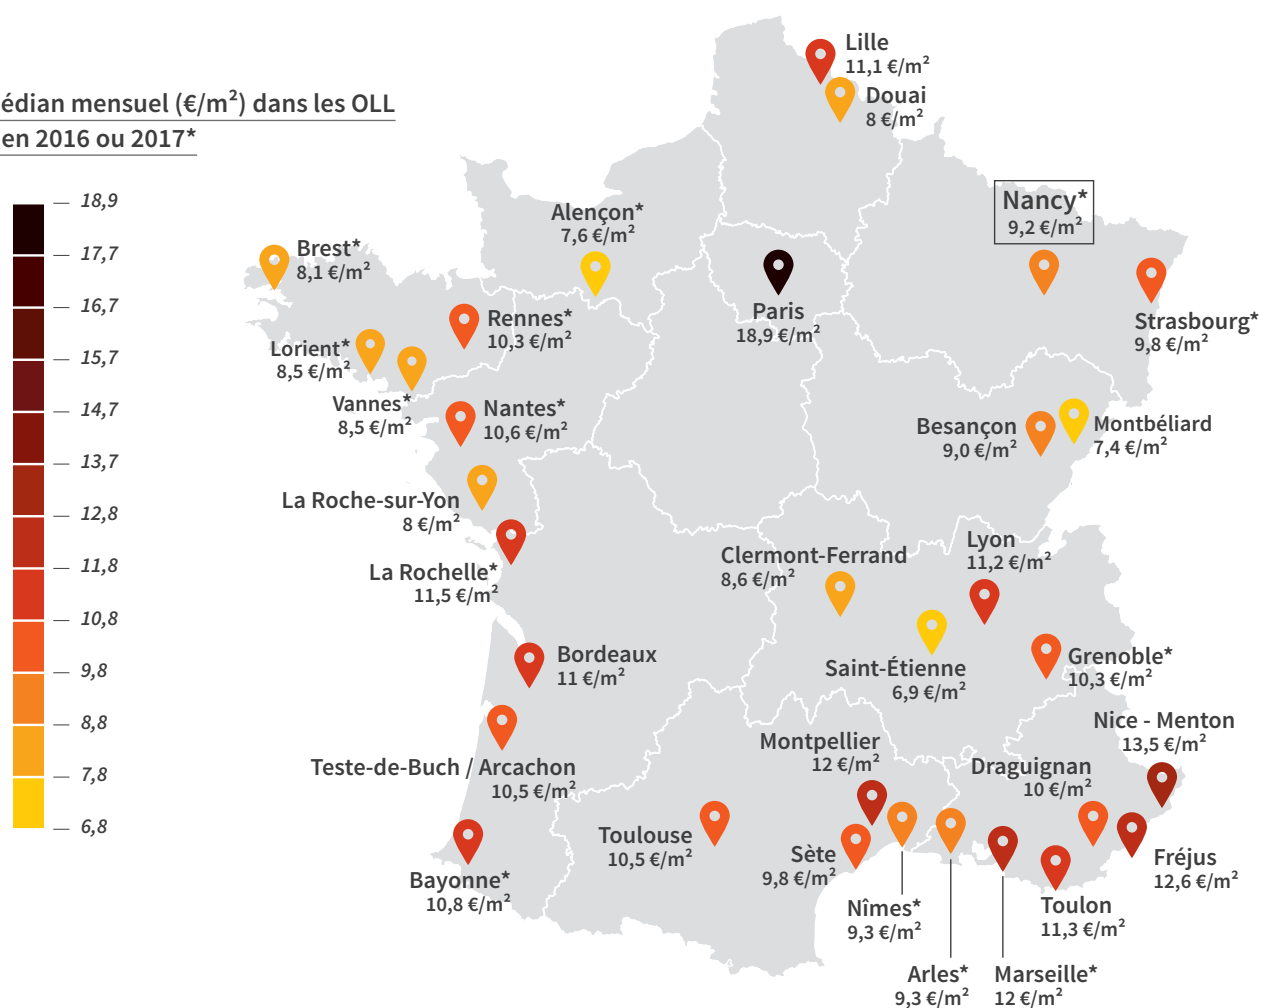 édian mensuel (€/m²) dans les OLL
en 2016 ou 2017*
18,9
17,7
16,7
15,7
14,7
13,7
12,8
11,8
10,8
9,8
8,8
7,8
6,8
Lille
11,1 €/m²
Douai
8 €/m²
Alençon*
7,6 €/m²
Nancy*
9,2 €/m²
Brest*
8,1 €/m²
Paris
18,9 €/m²
Strasbourg*
9,8 €/m²
Rennes*
10,3 €/m²
Lorient*
8,5 €/m²
Vannes*
8,5 €/m²
Nantes*
10,6 €/m²
Besançon
9,0 €/m²
Montbéliard
7,4 €/m²
La Roche-sur-Yon
8 €/m²
La Rochelle*
11,5 €/m²
Clermont-Ferrand
8,6 €/m²
Lyon
11,2 €/m²
Bordeaux
11 €/m²
Saint-Étienne
6,9 €/m²
Grenoble*
10,3 €/m²
Teste-de-Buch / Arcachon
10,5 €/m²
Montpellier
12 €/m²
Nice - Menton
13,5 €/m²
Draguignan
10 €/m²
Toulouse
10,5 €/m²
Sète
9,8 €/m²
Fréjus
12,6 €/m²
Bayonne*
10,8 €/m²
Nîmes*
9,3 €/m²
Toulon
11,3 €/m²
Arles*
9,3 €/m²
Marseille*
12 €/m²